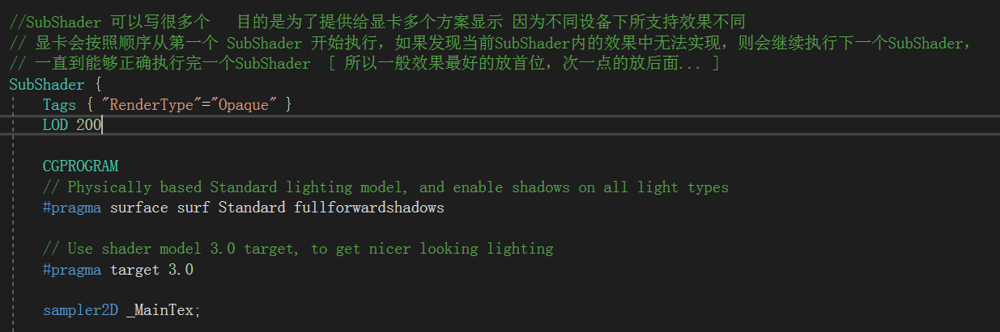 //SubShader 可以写很多个   目的是为了提供给显卡多个方案显示 因为不同设备下所支持效果不同
// 显卡会按照顺序从第一个 SubShader 开始执行，如果发现当前SubShader内的效果中无法实现，则会继续执行下一个SubShader，
// 一直到能够正确执行完一个SubShader  [ 所以一般效果最好的放首位，次一点的放后面... ]
SubShader {
Tags { "RenderType"="Opaque" }
LOD 200
CGPROGRAM
// Physically based Standard lighting model, and enable shadows on all light types
#pragma surface surf Standard fullforwardshadows
// Use shader model 3.0 target, to get nicer looking lighting
#pragma target 3.0
sampler2D _MainTex;